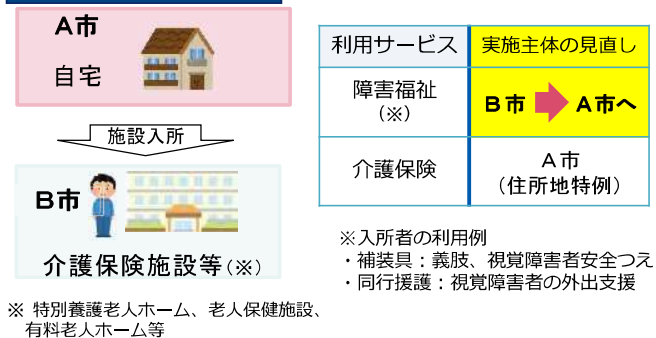 A市
自宅
施設入所
B市
介護保険施設等(※)
※ 特別養護老人ホーム、老人保健施設、
有料老人ホーム等
利用サービス 実施主体の見直し
障害福祉
(※)
B市 A市へ
介護保険
A市
(住所地特例)
※入所者の利用例
・補装具：義肢、視覚障害者安全つえ
・同行援護：視覚障害者の外出支援